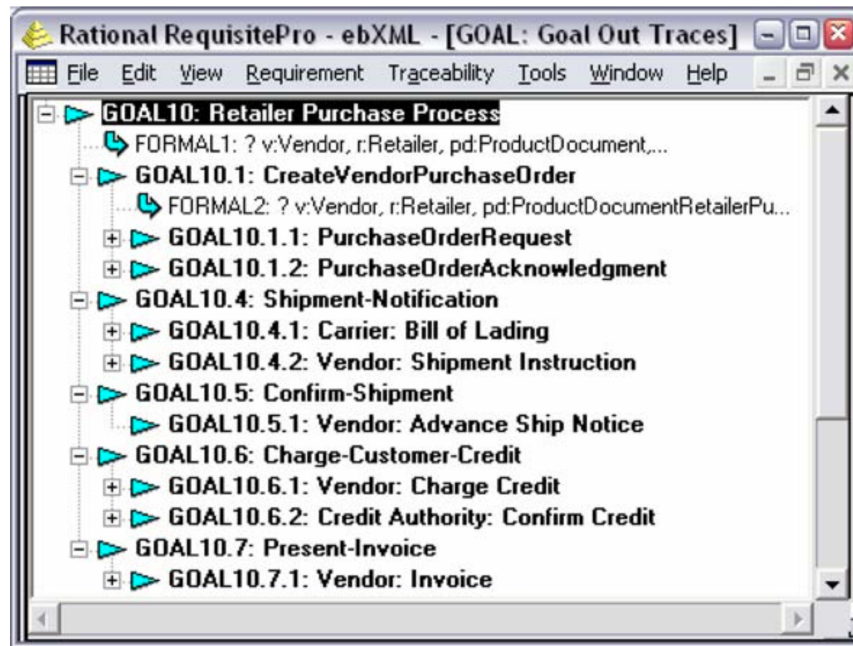 Rational RequisitePro - ebXML - [GOAL: Goal Out Traces]
File Edit View Requirement Traceability Tools Window Help
GOAL10: Retailer Purchase Process
FORMAL1: ? v:Vendor, r:Retailer, pd:ProductDocument,...
GOAL10.1: CreateVendorPurchaseOrder
FORMAL2: ? v:Vendor, r:Retailer, pd:ProductDocumentRetailerPu...
GOAL10.1.1: PurchaseOrderRequest
GOAL10.1.2: PurchaseOrderAcknowledgment
GOAL10.4: Shipment-Notification
GOAL10.4.1: Carrier: Bill of Lading
GOAL10.4.2: Vendor: Shipment Instruction
GOAL10.5: Confirm-Shipment
GOAL10.5.1: Vendor: Advance Ship Notice
GOAL10.6: Charge-Customer-Credit
GOAL10.6.1: Vendor: Charge Credit
GOAL10.6.2: Credit Authority: Confirm Credit
GOAL10.7: Present-Invoice
GOAL10.7.1: Vendor: Invoice